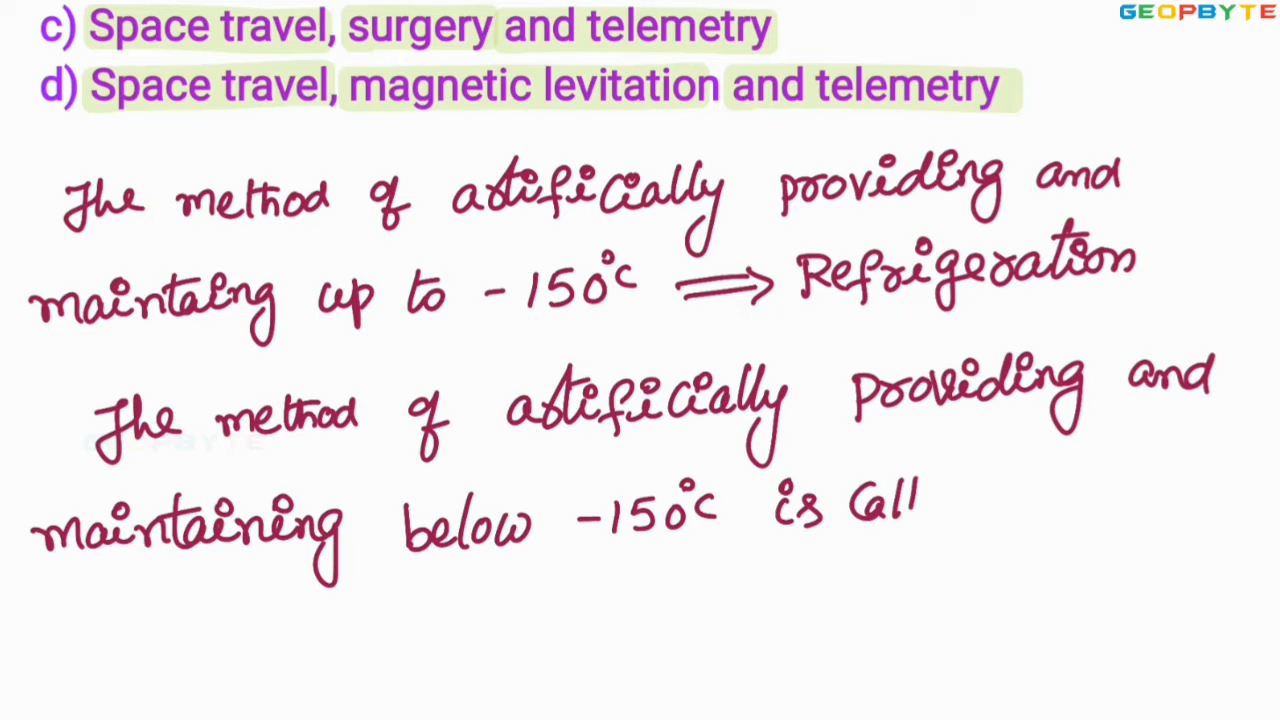 GEOPBYTE
c) Space travel, surgery and telemetry
d) Space travel, magnetic levitation and telemetry
The method of artificially providing and
maintaing up to -150°C ⟹ Refrigeration
The method of artificially providing and
GEOPBYTE
maintaining below -150°C is Call